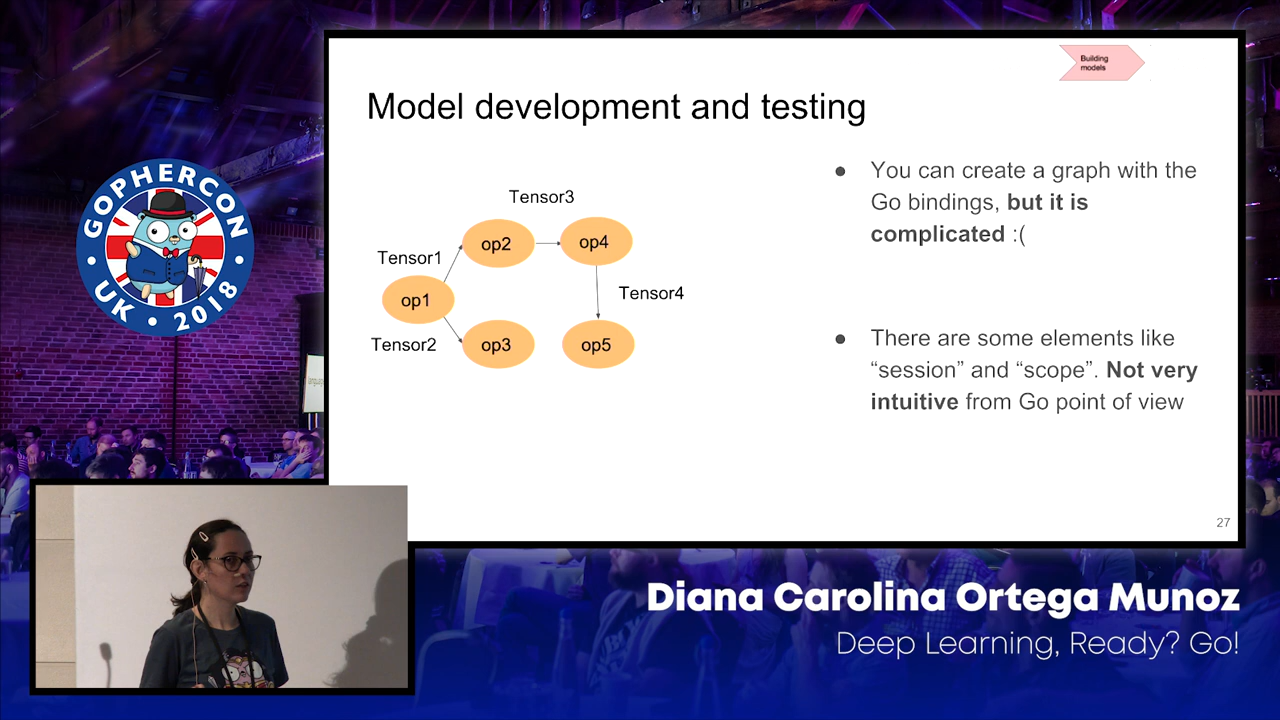 Building
models
Model development and testing
GOPHERCON
UK • 2018
Tensor3
op2
op4
Tensor1
op1
Tensor4
Tensor2
op3
op5
● You can create a graph with the
Go bindings, but it is
complicated :(
● There are some elements like
“session” and “scope”. Not very
intuitive from Go point of view
27
Diana Carolina Ortega Munoz
Deep Learning, Ready? Go!